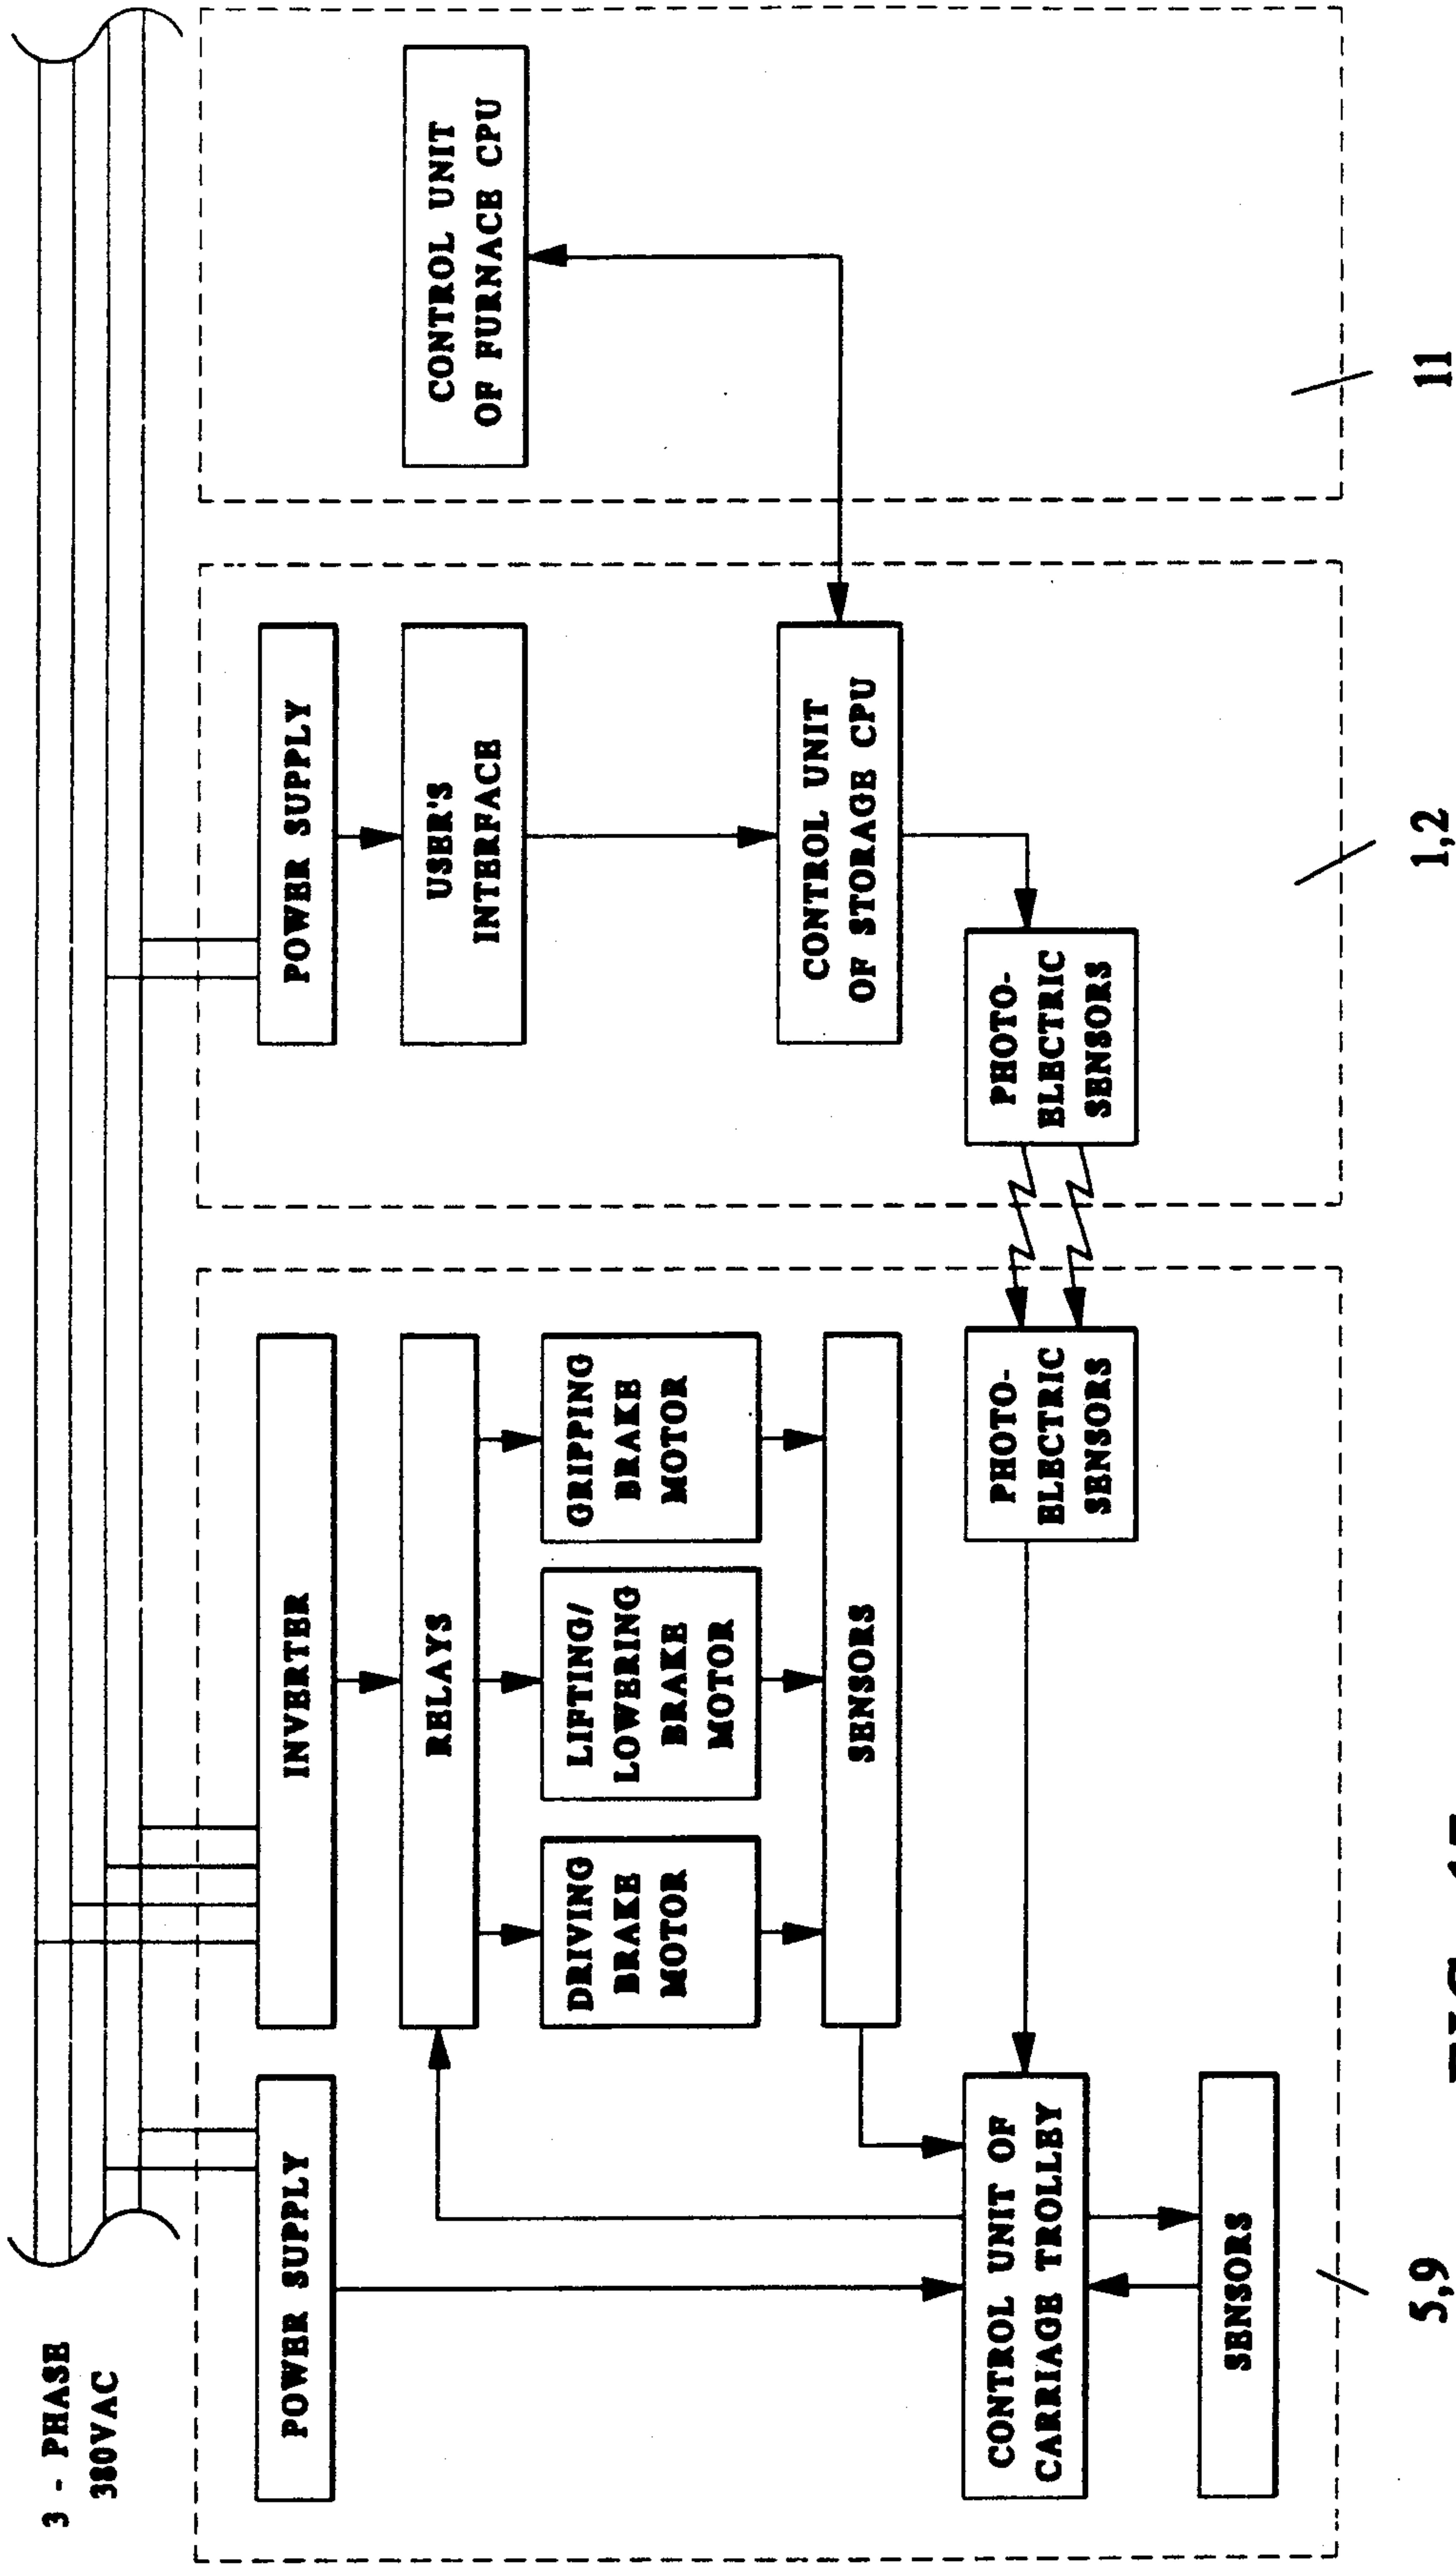 3 - PHASE
380VAC
POWER SUPPLY
INVERTER
RELAYS
DRIVING
BRAKE
MOTOR
LIFTING/
LOWERING
BRAKE
MOTOR
GRIPPING
BRAKE
MOTOR
SENSORS
CONTROL UNIT OF
CARRIAGE TROLLEY
PHOTO-
ELECTRIC
SENSORS
SENSORS
5,9
POWER SUPPLY
USER'S
INTERFACE
CONTROL UNIT
OF STORAGE CPU
PHOTO-
ELECTRIC
SENSORS
1,2
CONTROL UNIT
OF FURNACE CPU
11